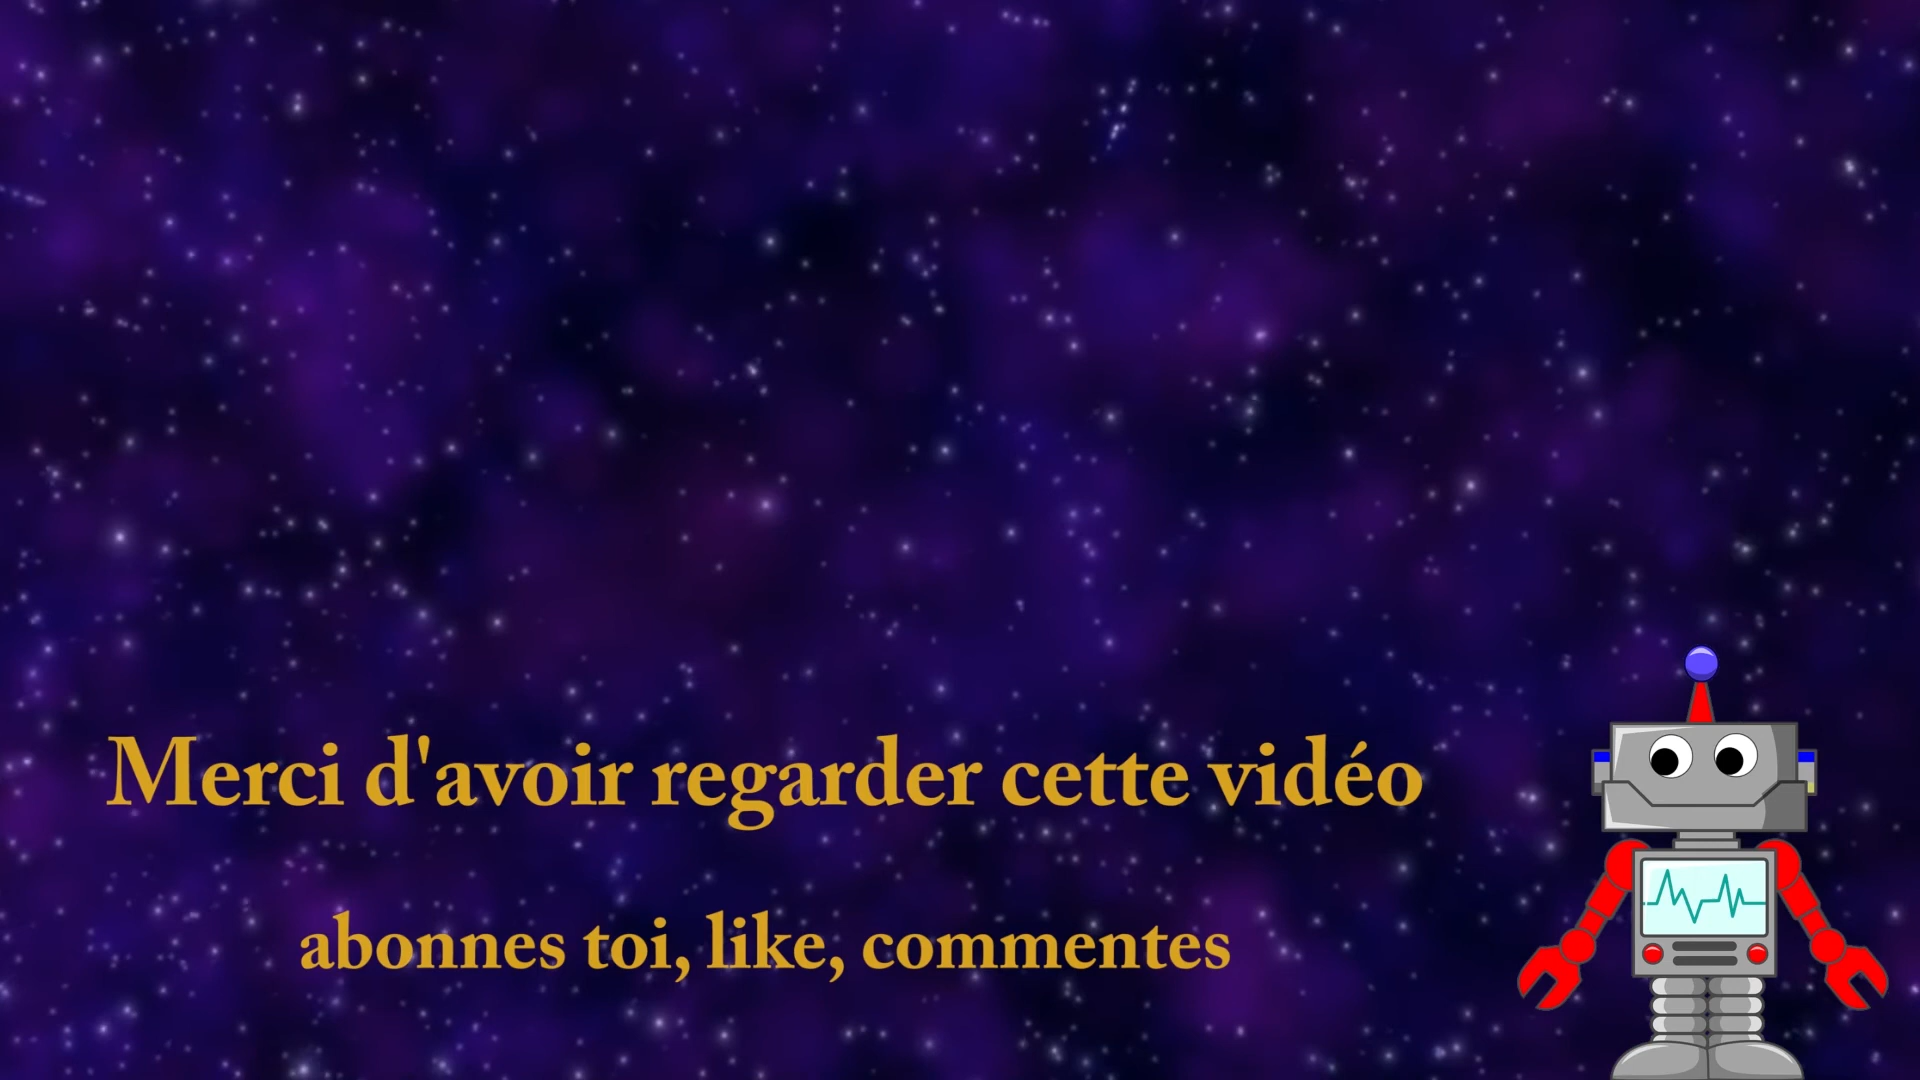 Merci d'avoir regarder cette vidéo
abonnes toi, like, commentes